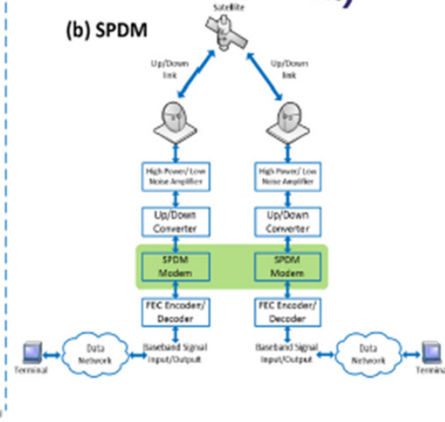 Satellite
(b) SPDM
Up/Down
link
Up/Down
link
High Power/ Low
Noise Amplifier
High Power/ Low
Noise Amplifier
Up/Down
Converter
Up/Down
Converter
SPDM
Modem
SPDM
Modem
FEC Encoder/
Decoder
FEC Encoder/
Decoder
Terminal
Data
Network
Baseband Signal
Input/Output
Baseband Signal
Input/Output
Data
Network
Termina